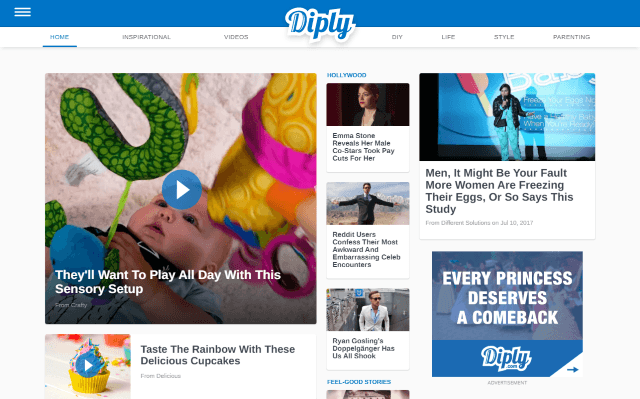 Diply
HOME
INSPIRATIONAL
VIDEOS
DIY
LIFE
STYLE
PARENTING
They'll Want To Play All Day With This
Sensory Setup
From Crafty
Taste The Rainbow With These
Delicious Cupcakes
From Delicious
HOLLYWOOD
Emma Stone
Reveals Her Male
Co-Stars Took Pay
Cuts For Her
Reddit Users
Confess Their Most
Awkward And
Embarrassing Celeb
Encounters
Ryan Gosling's
Doppelgänger Has
Us All Shook
FEEL-GOOD STORIES
Freeze Your Eggs
Men, It Might Be Your Fault
More Women Are Freezing
Their Eggs, Or So Says This
Study
From Different Solutions on Jul 10, 2017
EVERY PRINCESS
DESERVES
A COMEBACK
Diply
.com
ADVERTISEMENT